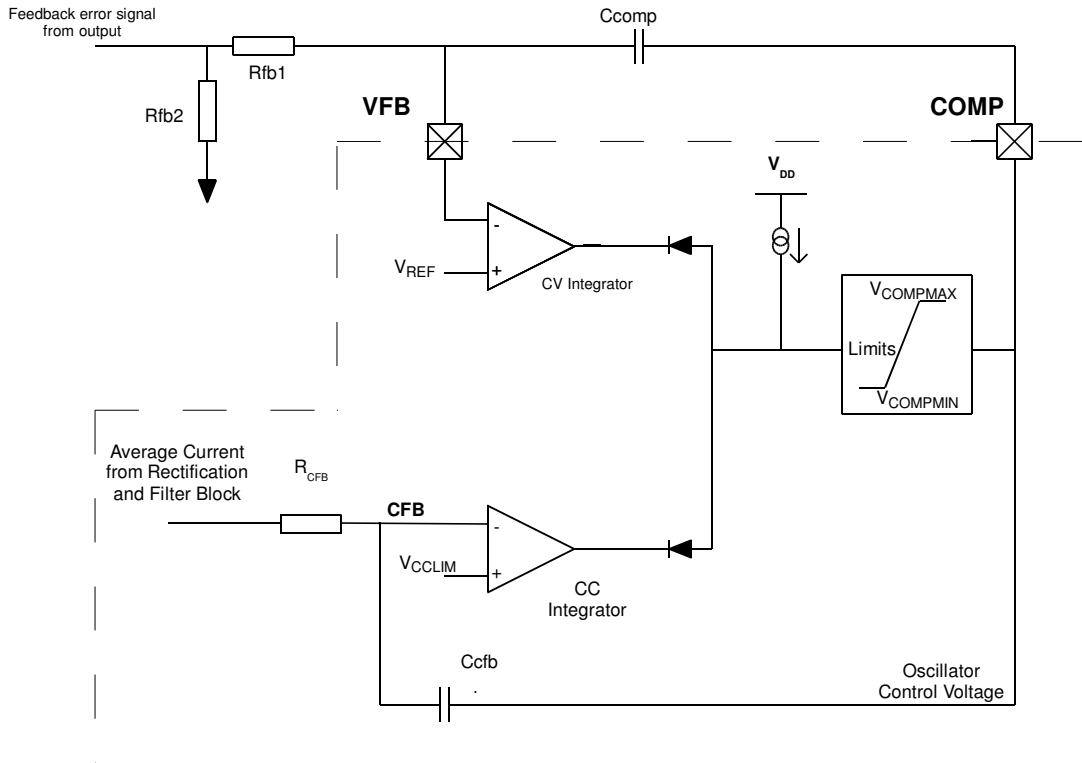 Feedback error signal
from output
Ccomp
Rfb1
Rfb2
VFB
COMP
VDD
-
VREF
+
CV Integrator
VCOMPMAX
Limits
VCOMPMIN
Average Current
from Rectification
and Filter Block
RCFB
CFB
-
VCCLIM
+
CC
Integrator
Ccfb
.
Oscillator
Control Voltage